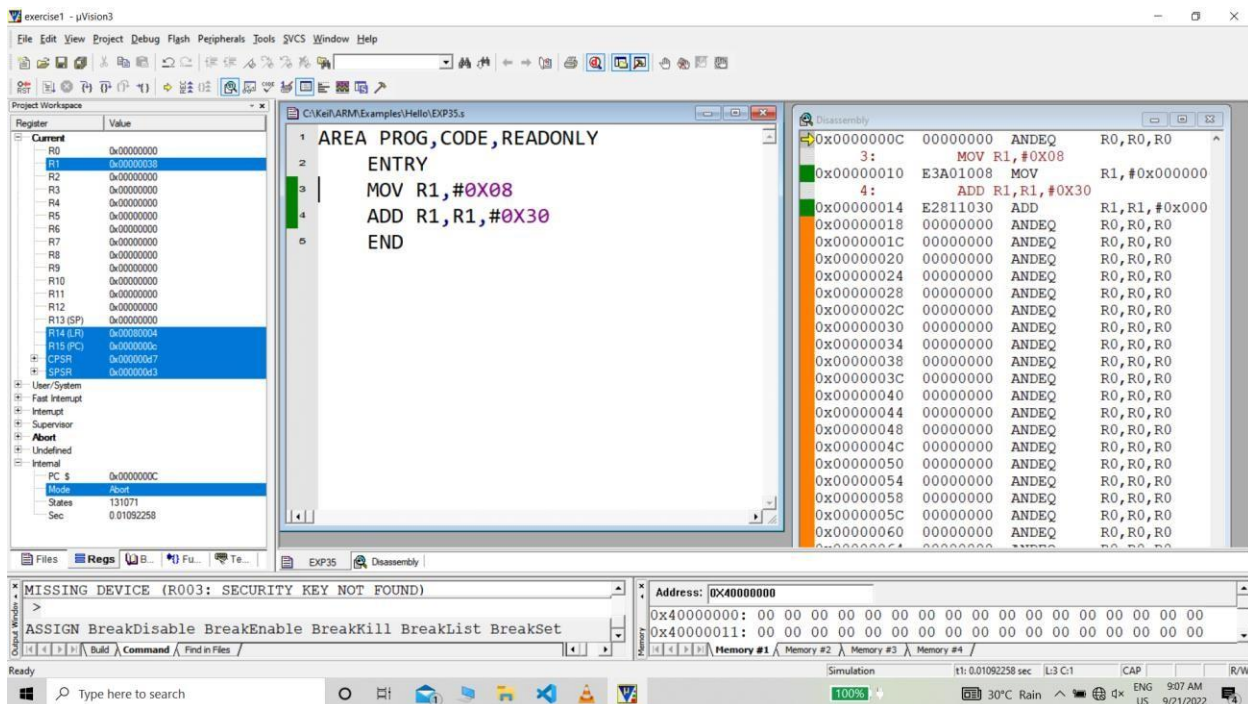 exercise1 - µVision3
File Edit View Project Debug Flash Peripherals Tools SVCS Window Help
Project Workspace
Register Value
Current
R0 0x00000000
R1 0x00000038
R2 0x00000000
R3 0x00000000
R4 0x00000000
R5 0x00000000
R6 0x00000000
R7 0x00000000
R8 0x00000000
R9 0x00000000
R10 0x00000000
R11 0x00000000
R12 0x00000000
R13 (SP) 0x00000000
R14 (LR) 0x00080004
R15 (PC) 0x0000000c
CPSR 0x000000d7
SPSR 0x000000d3
User/System
Fast Interrupt
Interrupt
Supervisor
Abort
Undefined
Internal
PC $ 0x0000000C
Mode Abort
States 131071
Sec 0.01092258
Files Regs B... Fu... Te...
C:\Keil\ARM\Examples\Hello\EXP35.s
1 AREA PROG,CODE,READONLY
2 ENTRY
3 MOV R1,#0X08
4 ADD R1,R1,#0X30
5 END
EXP35 Disassembly
Disassembly
0x0000000C 00000000 ANDEQ R0,R0,R0
3: MOV R1,#0X08
0x00000010 E3A01008 MOV R1,#0x000000
4: ADD R1,R1,#0X30
0x00000014 E2811030 ADD R1,R1,#0x000
0x00000018 00000000 ANDEQ R0,R0,R0
0x0000001C 00000000 ANDEQ R0,R0,R0
0x00000020 00000000 ANDEQ R0,R0,R0
0x00000024 00000000 ANDEQ R0,R0,R0
0x00000028 00000000 ANDEQ R0,R0,R0
0x0000002C 00000000 ANDEQ R0,R0,R0
0x00000030 00000000 ANDEQ R0,R0,R0
0x00000034 00000000 ANDEQ R0,R0,R0
0x00000038 00000000 ANDEQ R0,R0,R0
0x0000003C 00000000 ANDEQ R0,R0,R0
0x00000040 00000000 ANDEQ R0,R0,R0
0x00000044 00000000 ANDEQ R0,R0,R0
0x00000048 00000000 ANDEQ R0,R0,R0
0x0000004C 00000000 ANDEQ R0,R0,R0
0x00000050 00000000 ANDEQ R0,R0,R0
0x00000054 00000000 ANDEQ R0,R0,R0
0x00000058 00000000 ANDEQ R0,R0,R0
0x0000005C 00000000 ANDEQ R0,R0,R0
0x00000060 00000000 ANDEQ R0,R0,R0
Output Window
MISSING DEVICE (R003: SECURITY KEY NOT FOUND)
>
ASSIGN BreakDisable BreakEnable BreakKill BreakList BreakSet
Build Command Find in Files
Memory
Address: 0X40000000
0x40000000: 00 00 00 00 00 00 00 00 00 00 00 00 00 00 00 00 00
0x40000011: 00 00 00 00 00 00 00 00 00 00 00 00 00 00 00 00 00
Memory #1 Memory #2 Memory #3 Memory #4
Ready Simulation t1: 0.01092258 sec L:3 C:1 CAP R/W
Type here to search 100% 30°C Rain ENG US 9:07 AM 9/21/2022 4